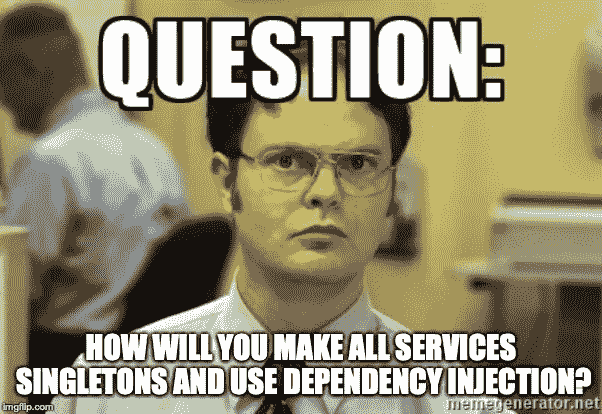 QUESTION:
HOW WILL YOU MAKE ALL SERVICES
SINGLETONS AND USE DEPENDENCY INJECTION?
memegenerator.net
imgflip.com